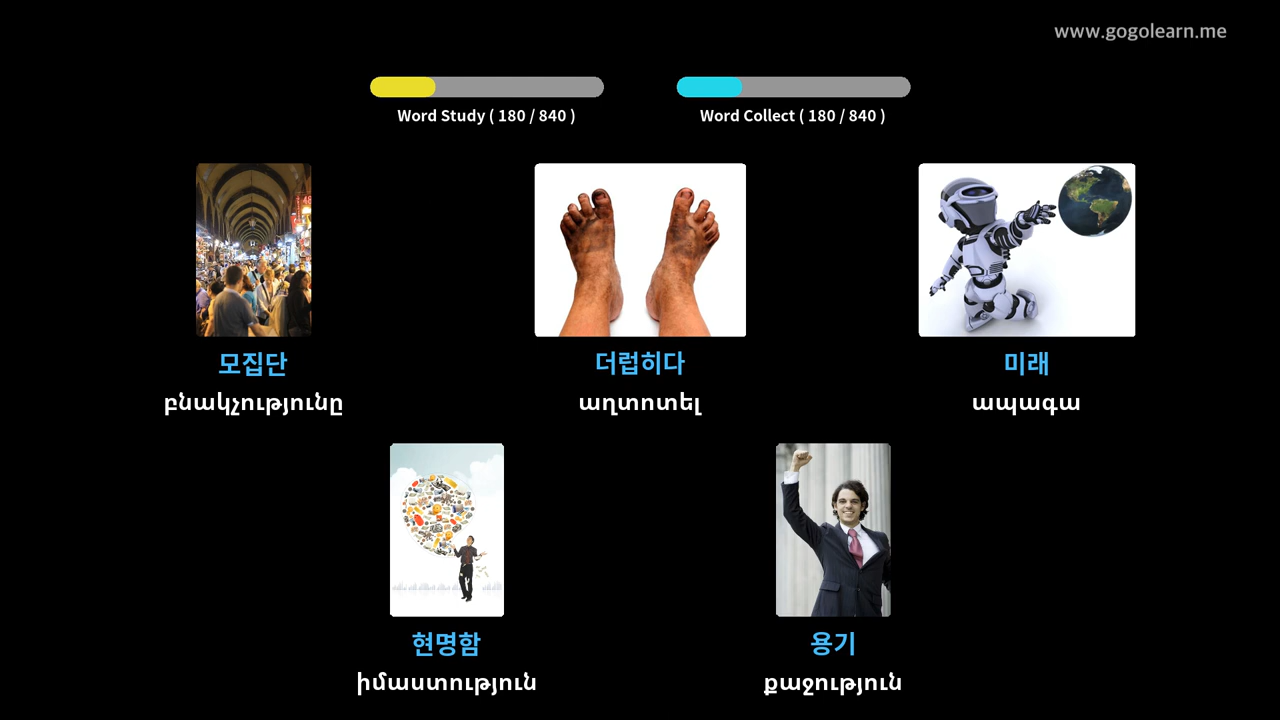 www.gogolearn.me
Word Study ( 180 / 840 )
Word Collect ( 180 / 840 )
모집단
더럽히다
미래
բնակչությունը
աղտոտել
ապագա
현명함
용기
իմաստություն
քաջություն